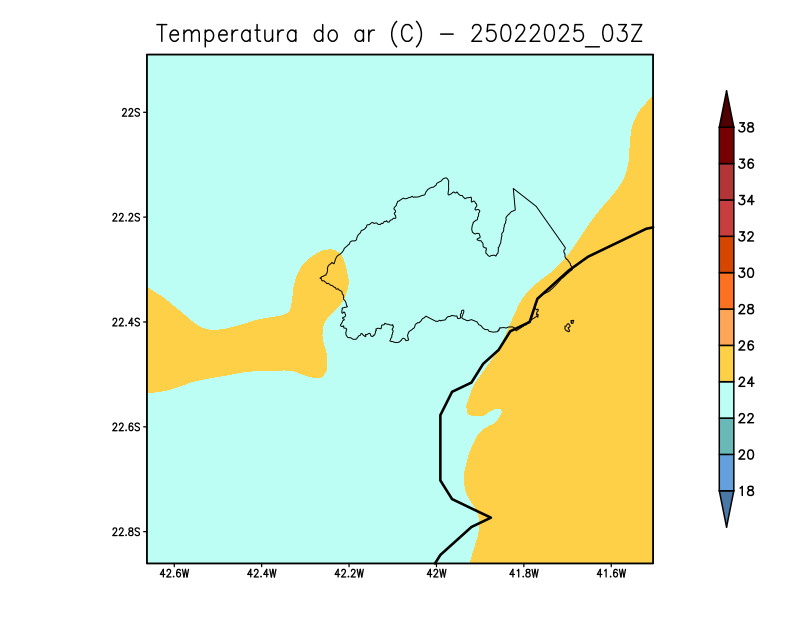 Temperatura do ar (C) - 25022025_03Z
22S
22.2S
22.4S
22.6S
22.8S
42.6W
42.4W
42.2W
42W
41.8W
41.6W
38
36
34
32
30
28
26
24
22
20
18